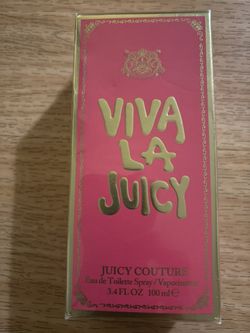 VIVA
LA
JUICY
JUICY COUTURE
Eau de Toilette Spray / Vaporisateur
3.4 FL OZ 100 ml e